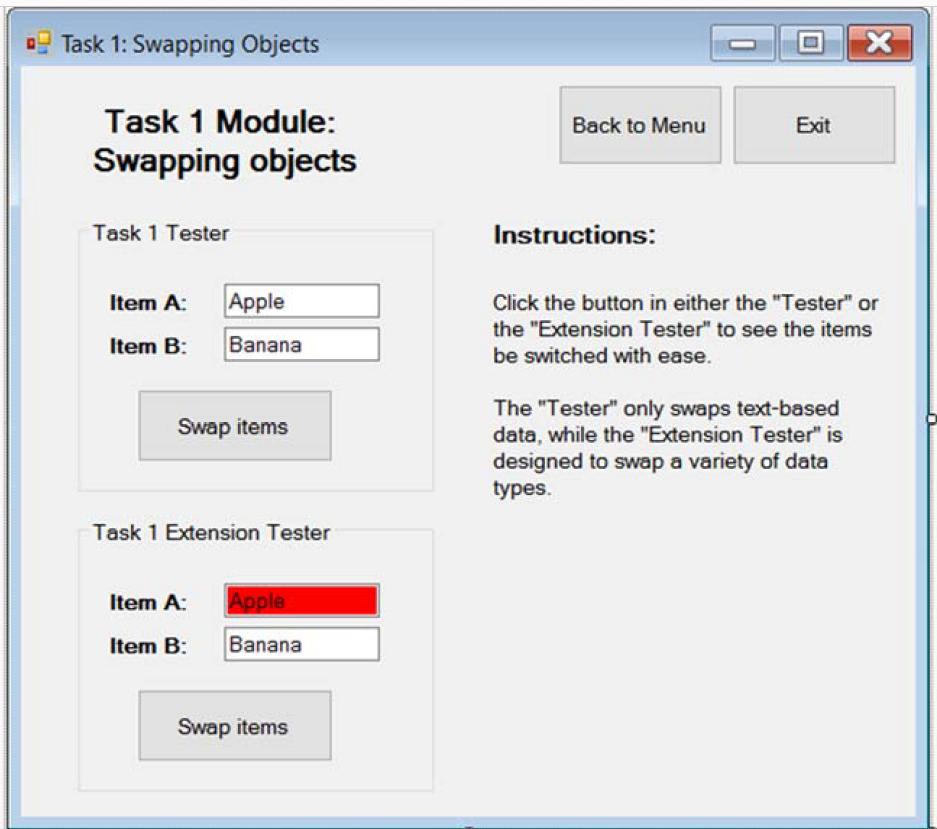 Task 1: Swapping Objects
Task 1 Module:
Swapping objects
Back to Menu
Exit
Task 1 Tester
Item A: Apple
Item B: Banana
Swap items
Instructions:
Click the button in either the "Tester" or
the "Extension Tester" to see the items
be switched with ease.
The "Tester" only swaps text-based
data, while the "Extension Tester" is
designed to swap a variety of data
types.
Task 1 Extension Tester
Item A: Apple
Item B: Banana
Swap items